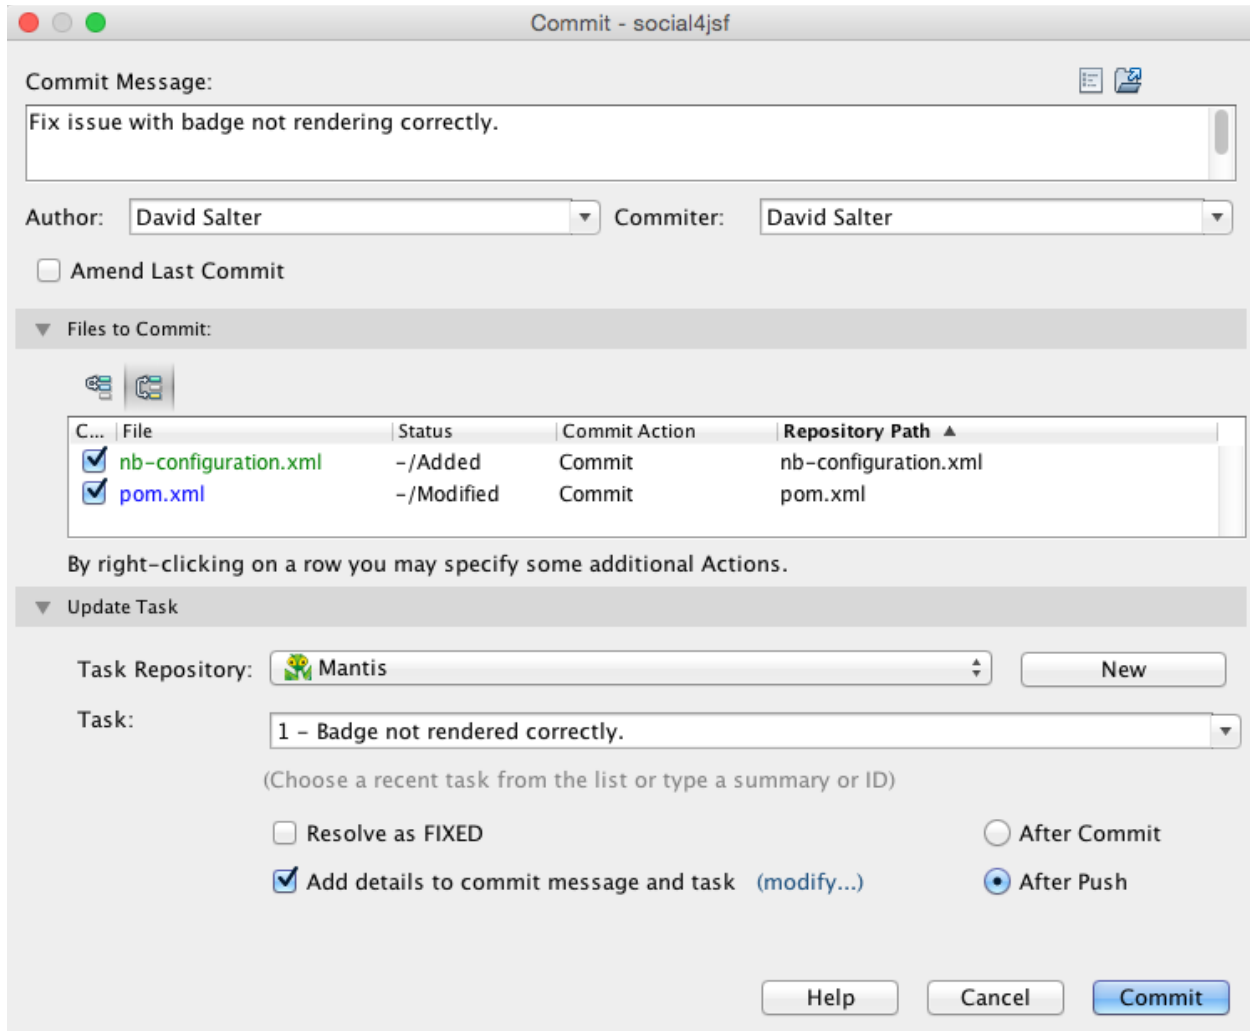 Commit - social4jsf
Commit Message:
Fix issue with badge not rendering correctly.
Author: David Salter Commiter: David Salter
Amend Last Commit
Files to Commit:
C... File Status Commit Action Repository Path
nb-configuration.xml -/Added Commit nb-configuration.xml
pom.xml -/Modified Commit pom.xml
By right-clicking on a row you may specify some additional Actions.
Update Task
Task Repository: Mantis New
Task: 1 - Badge not rendered correctly.
(Choose a recent task from the list or type a summary or ID)
Resolve as FIXED After Commit
Add details to commit message and task (modify...) After Push
Help Cancel Commit